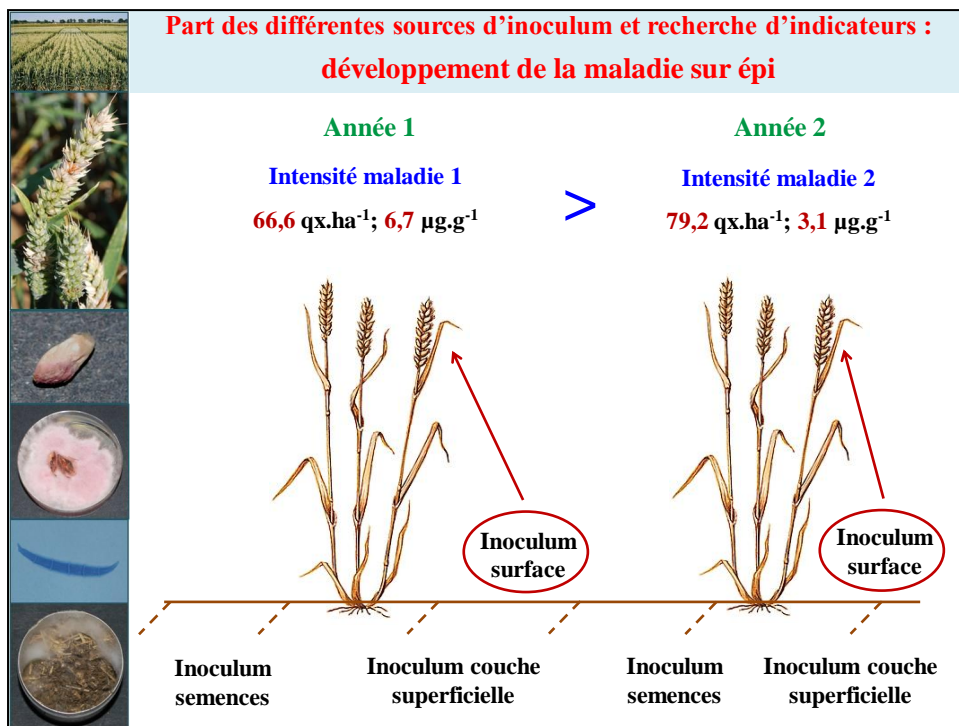 Part des différentes sources d’inoculum et recherche d’indicateurs :
développement de la maladie sur épi
Année 1
Intensité maladie 1
66,6 qx.ha-1; 6,7 µg.g-1
>
Année 2
Intensité maladie 2
79,2 qx.ha-1; 3,1 µg.g-1
Inoculum
surface
Inoculum
surface
Inoculum
semences
Inoculum couche
superficielle
Inoculum
semences
Inoculum couche
superficielle